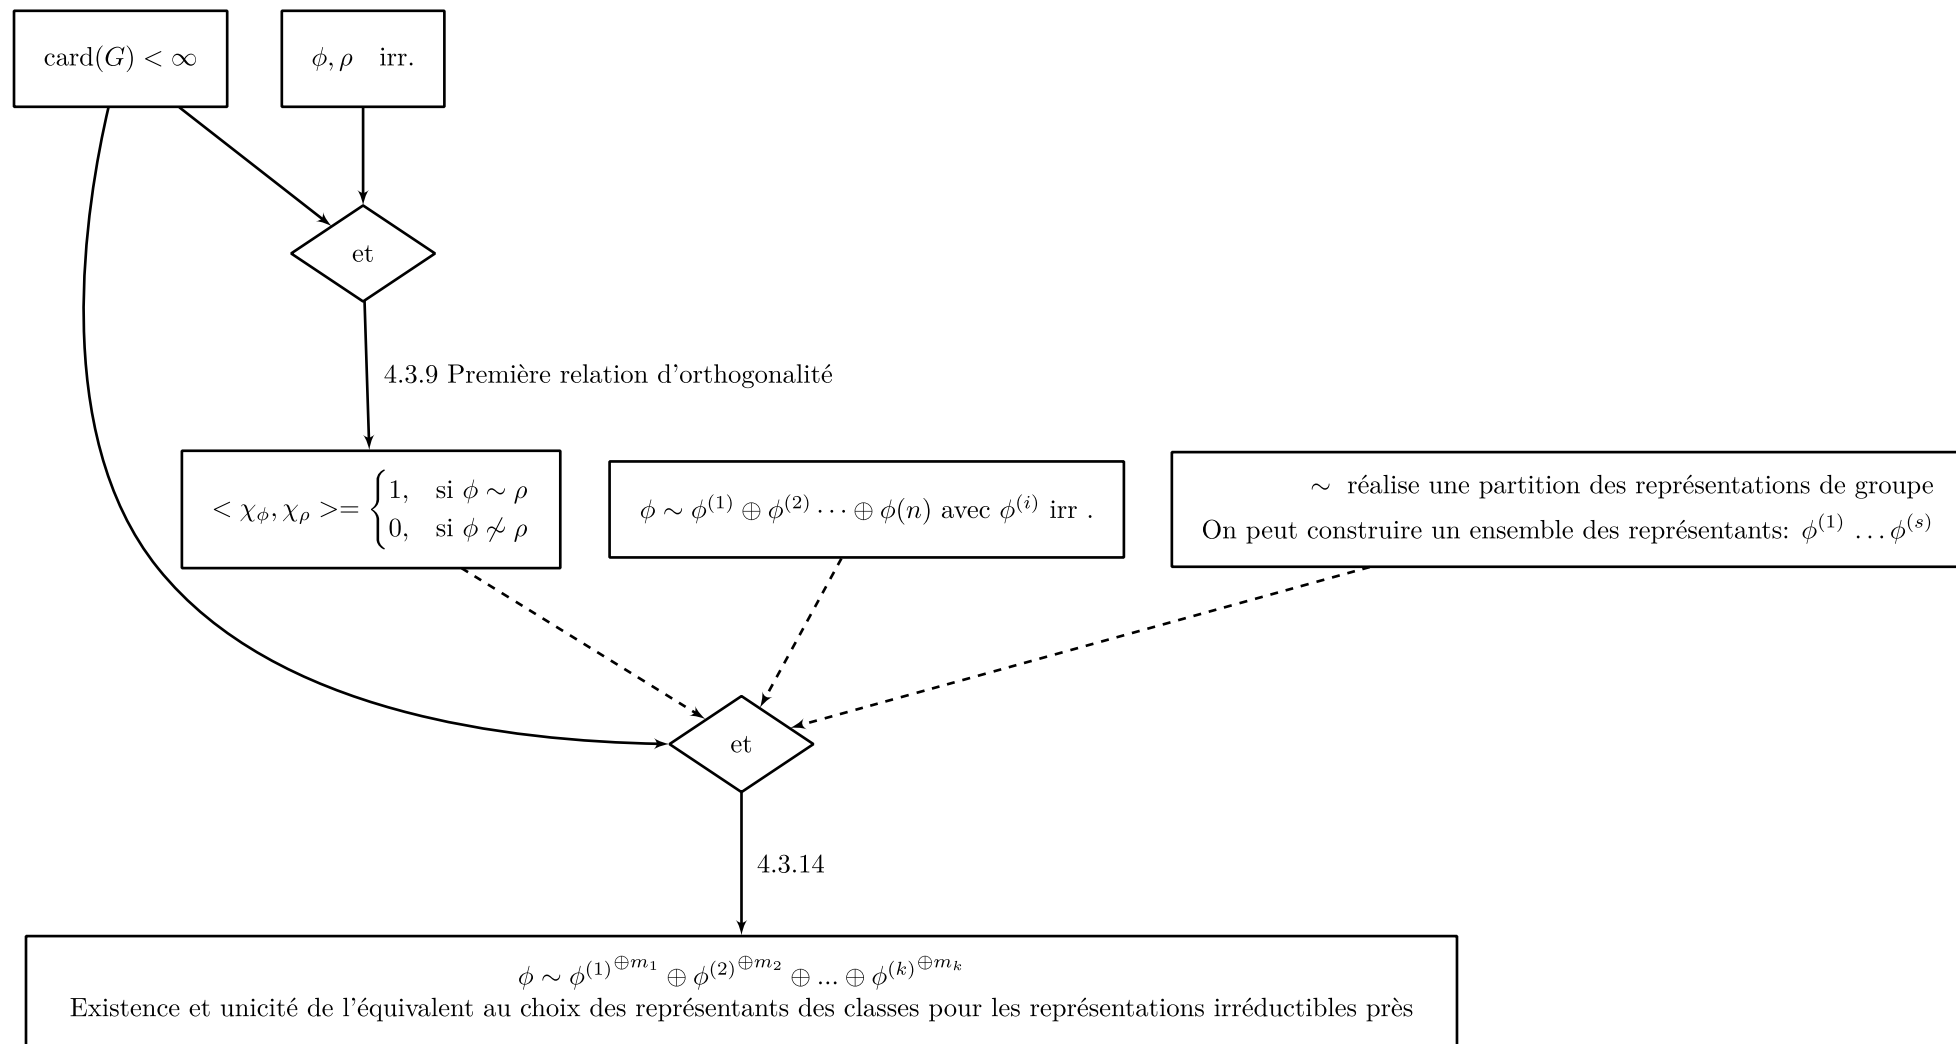 card(G) < ∞
ϕ, ρ irr.
et
4.3.9 Première relation d'orthogonalité
< χ_ϕ, χ_ρ >= {1, si ϕ ∼ ρ
0, si ϕ ≁ ρ
ϕ ∼ ϕ^(1) ⊕ ϕ^(2) ⋯ ⊕ ϕ(n) avec ϕ^(i) irr .
∼ réalise une partition des représentations de groupe
On peut construire un ensemble des représentants: ϕ^(1) …ϕ^(s)
et
4.3.14
ϕ ∼ ϕ^(1)^⊕m_1 ⊕ ϕ^(2)^⊕m_2 ⊕ ... ⊕ ϕ^(k)^⊕m_k
Existence et unicité de l'équivalent au choix des représentants des classes pour les représentations irréductibles près